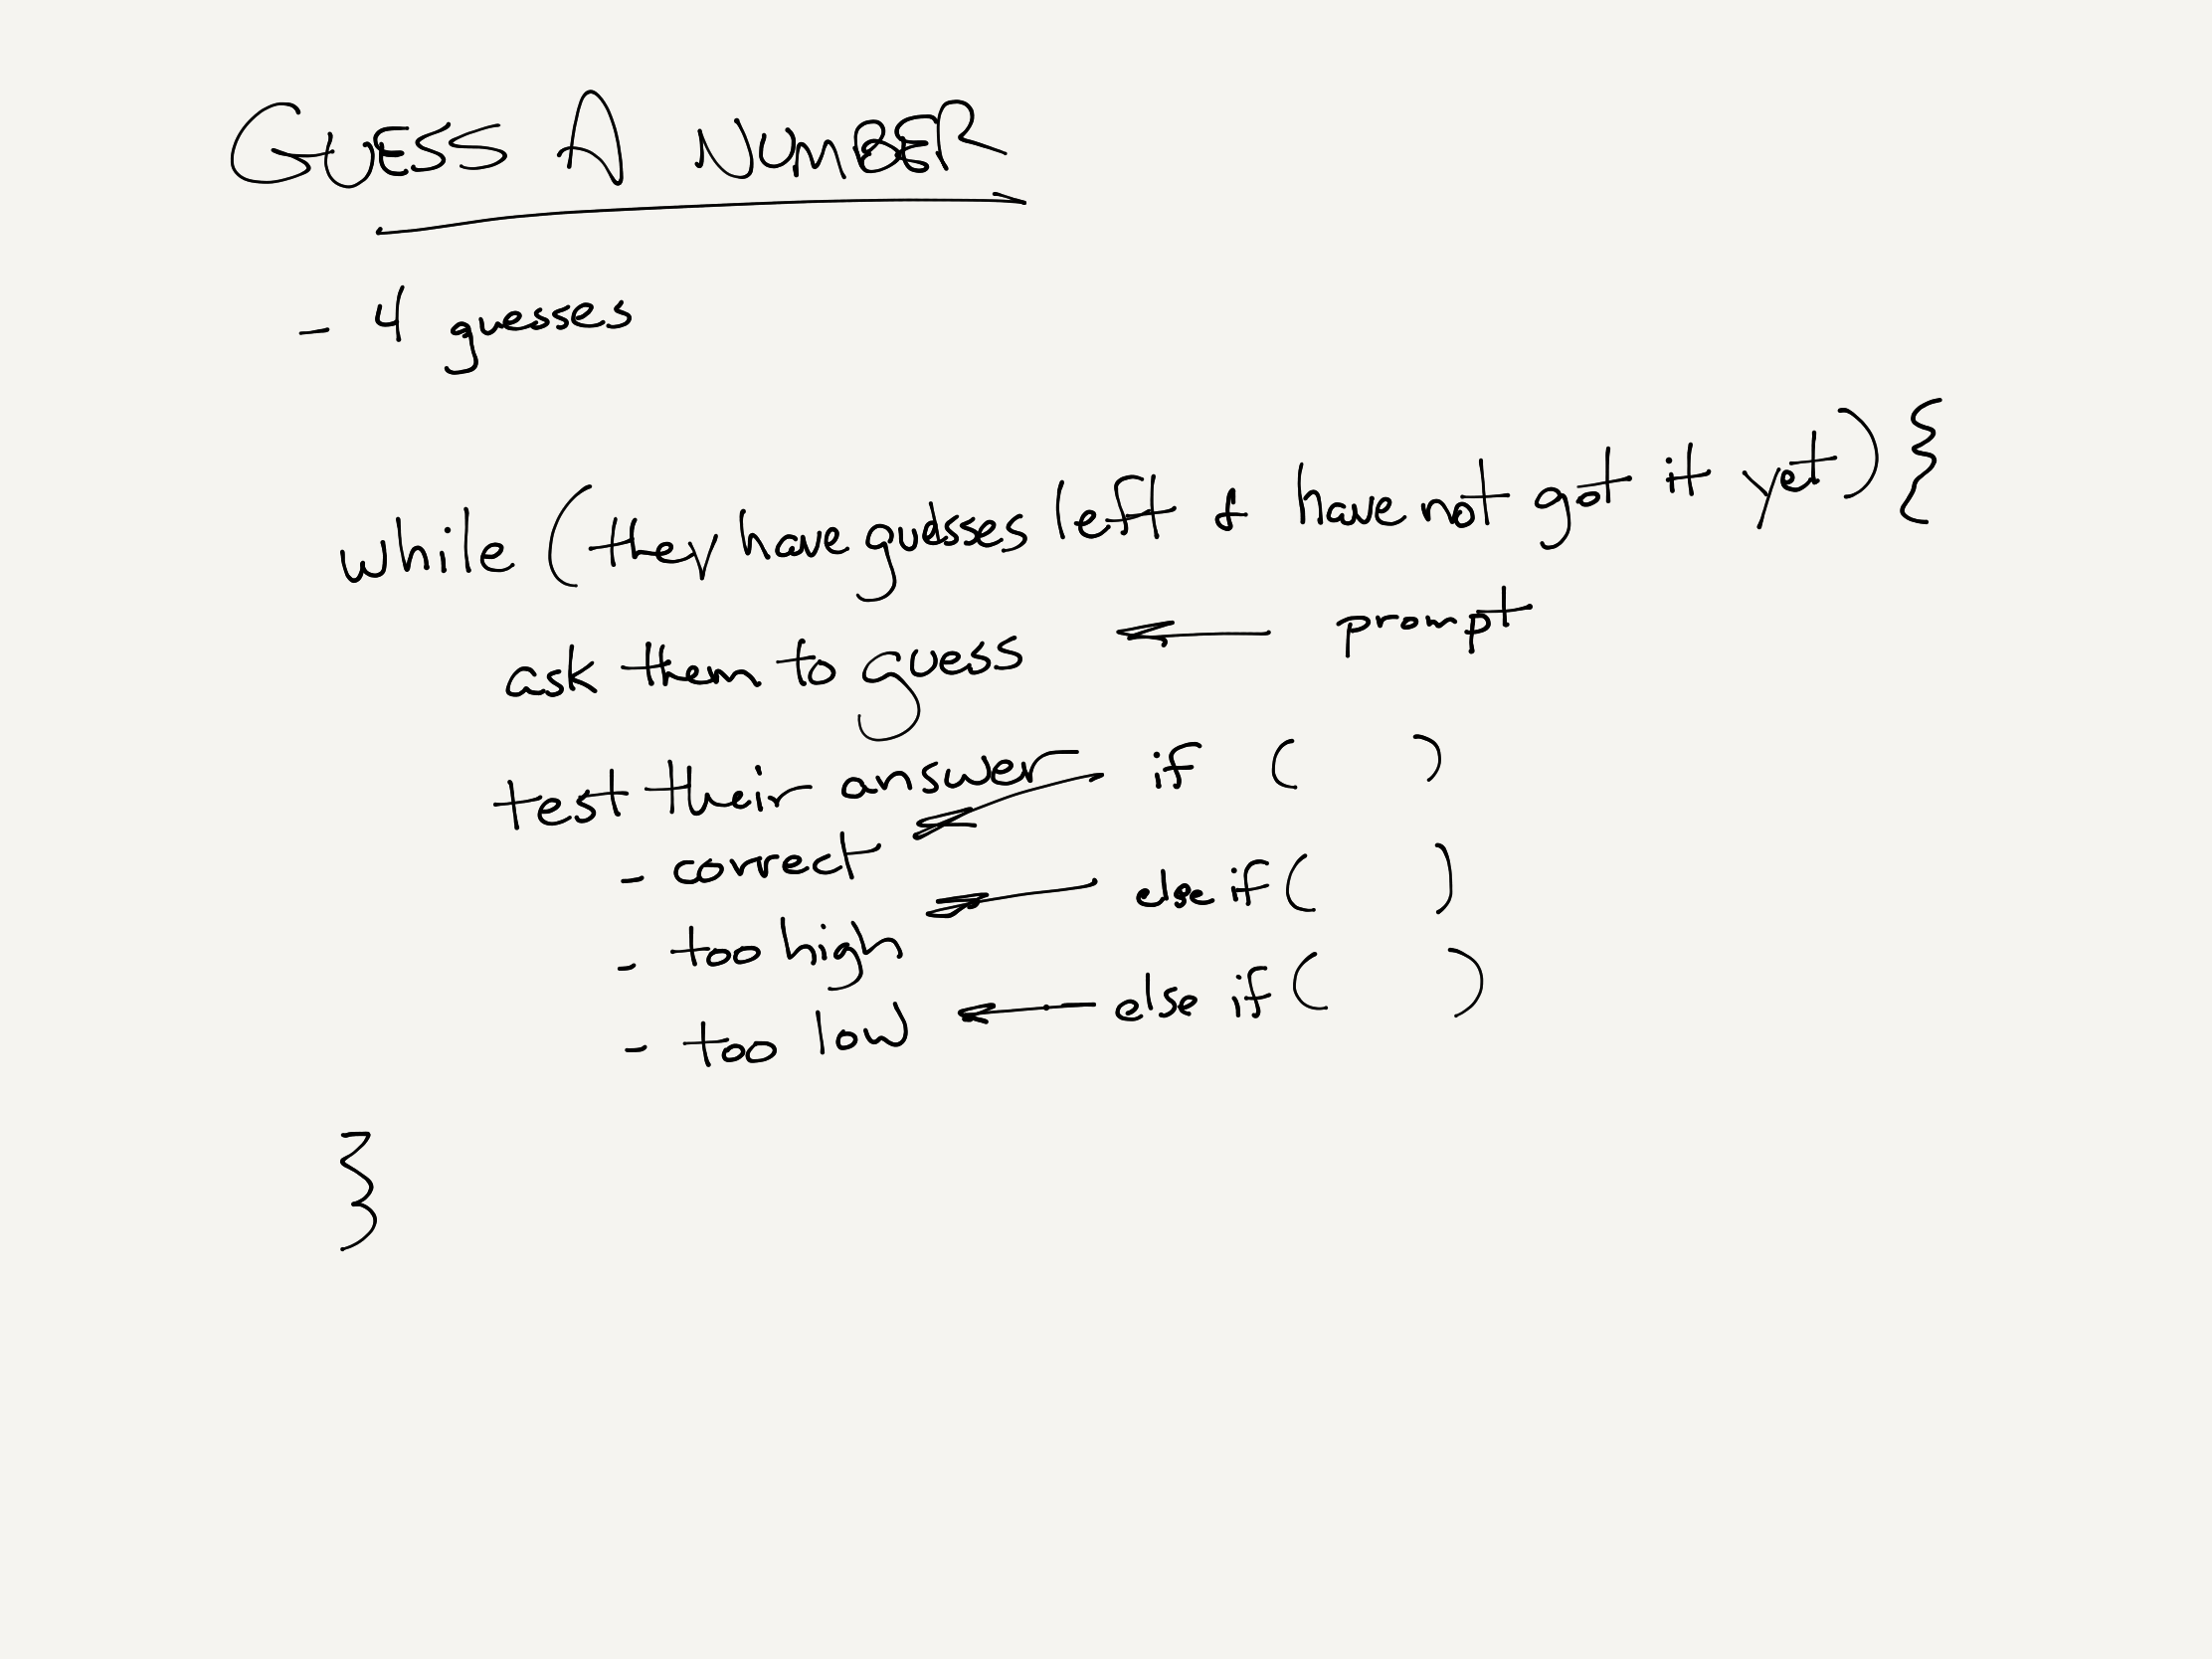 GUESS A NUMBER
- 4 guesses
while (they have guesses left & have not got it yet) {
ask them to guess ← prompt
test their answer if ( )
- correct ←
- too high ← else if ( )
- too low ← else if ( )
}